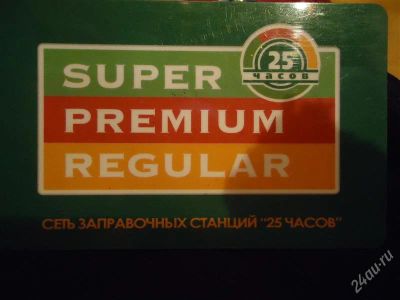 25
часов
SUPER
PREMIUM
REGULAR
СЕТЬ ЗАПРАВОЧНЫХ СТАНЦИЙ "25 ЧАСОВ"
24au.ru